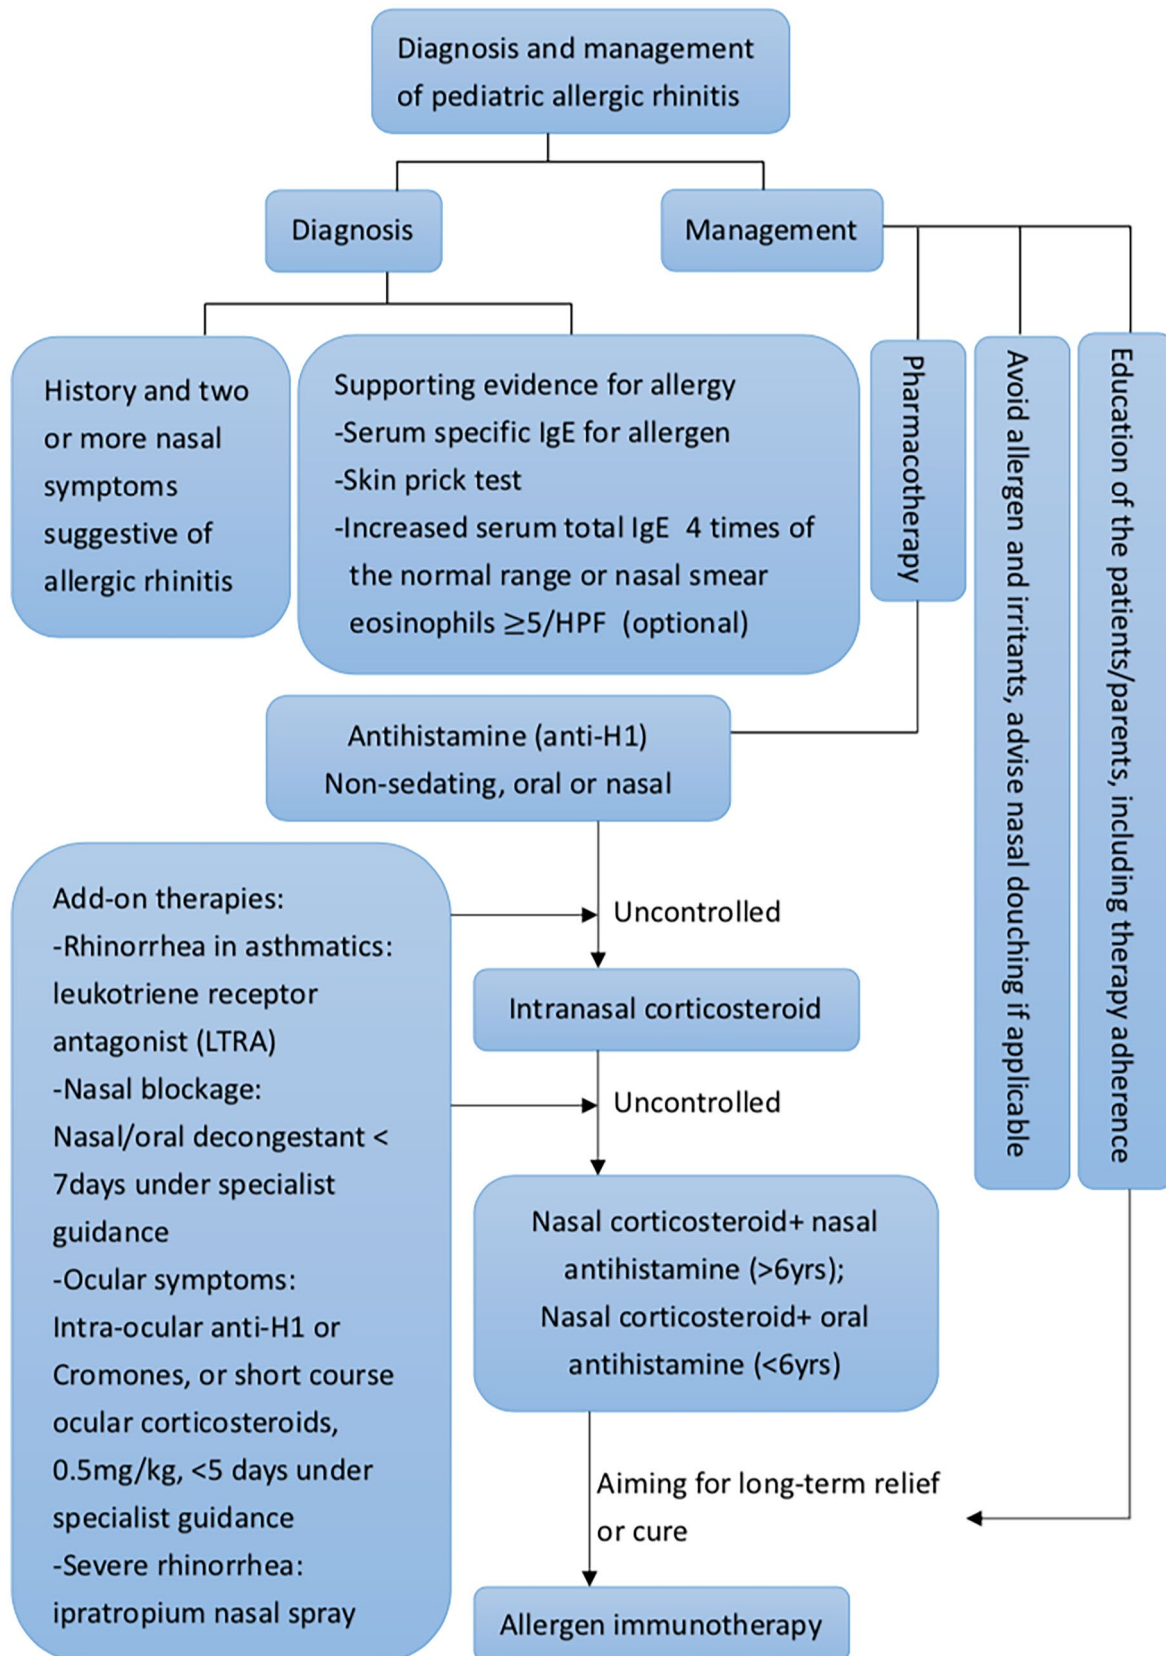 Diagnosis and management
of pediatric allergic rhinitis
Diagnosis
Management
History and two
or more nasal
symptoms
suggestive of
allergic rhinitis
Supporting evidence for allergy
-Serum specific IgE for allergen
-Skin prick test
-Increased serum total IgE 4 times of
the normal range or nasal smear
eosinophils ≥5/HPF (optional)
Pharmacotherapy
Avoid allergen and irritants, advise nasal douching if applicable
Education of the patients/parents, including therapy adherence
Antihistamine (anti-H1)
Non-sedating, oral or nasal
Add-on therapies:
-Rhinorrhea in asthmatics:
leukotriene receptor
antagonist (LTRA)
-Nasal blockage:
Nasal/oral decongestant <
7days under specialist
guidance
-Ocular symptoms:
Intra-ocular anti-H1 or
Cromones, or short course
ocular corticosteroids,
0.5mg/kg, <5 days under
specialist guidance
-Severe rhinorrhea:
ipratropium nasal spray
Uncontrolled
Intranasal corticosteroid
Uncontrolled
Nasal corticosteroid+ nasal
antihistamine (>6yrs);
Nasal corticosteroid+ oral
antihistamine (<6yrs)
Aiming for long-term relief
or cure
Allergen immunotherapy